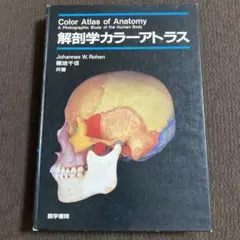 Color Atlas of Anatomy
A Photographic Study of the Human Body
解剖学カラーアトラス
Johannes W. Rohen
横地千仭
共著
医学書院